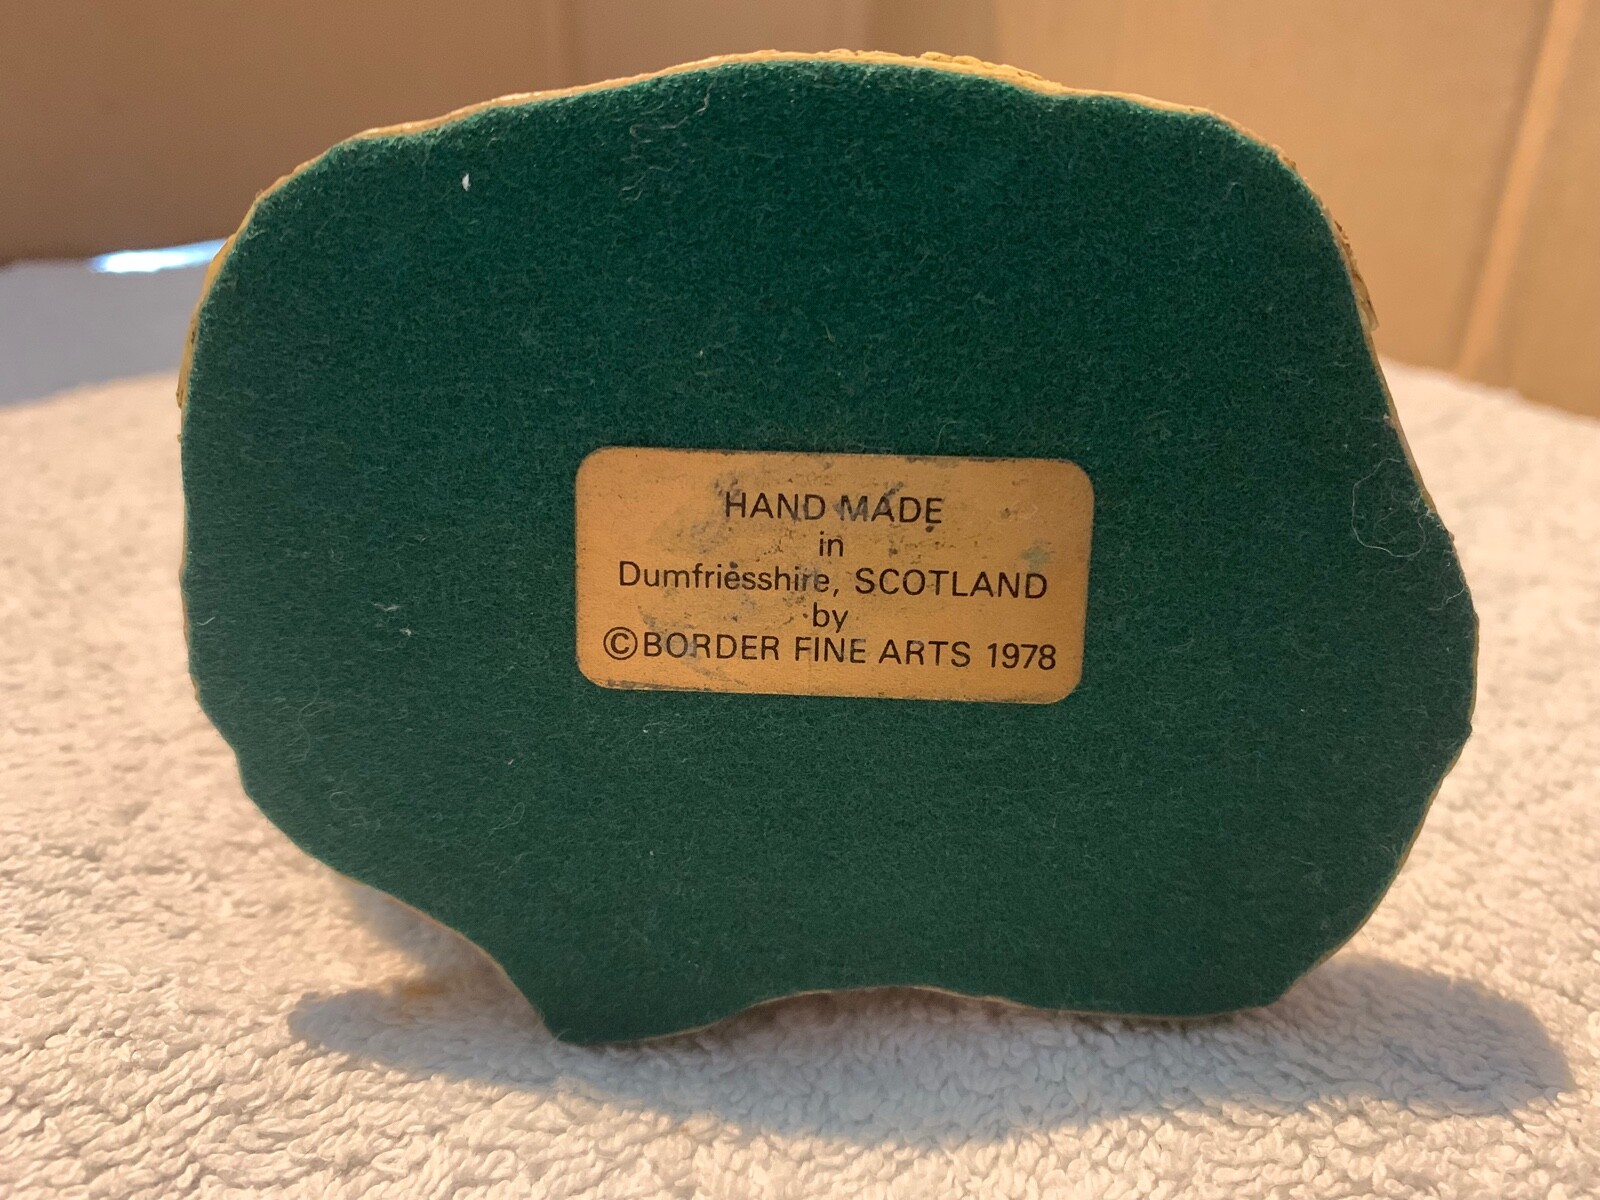 HAND MADE
in
Dumfriesshire, SCOTLAND
by
©BORDER FINE ARTS 1978